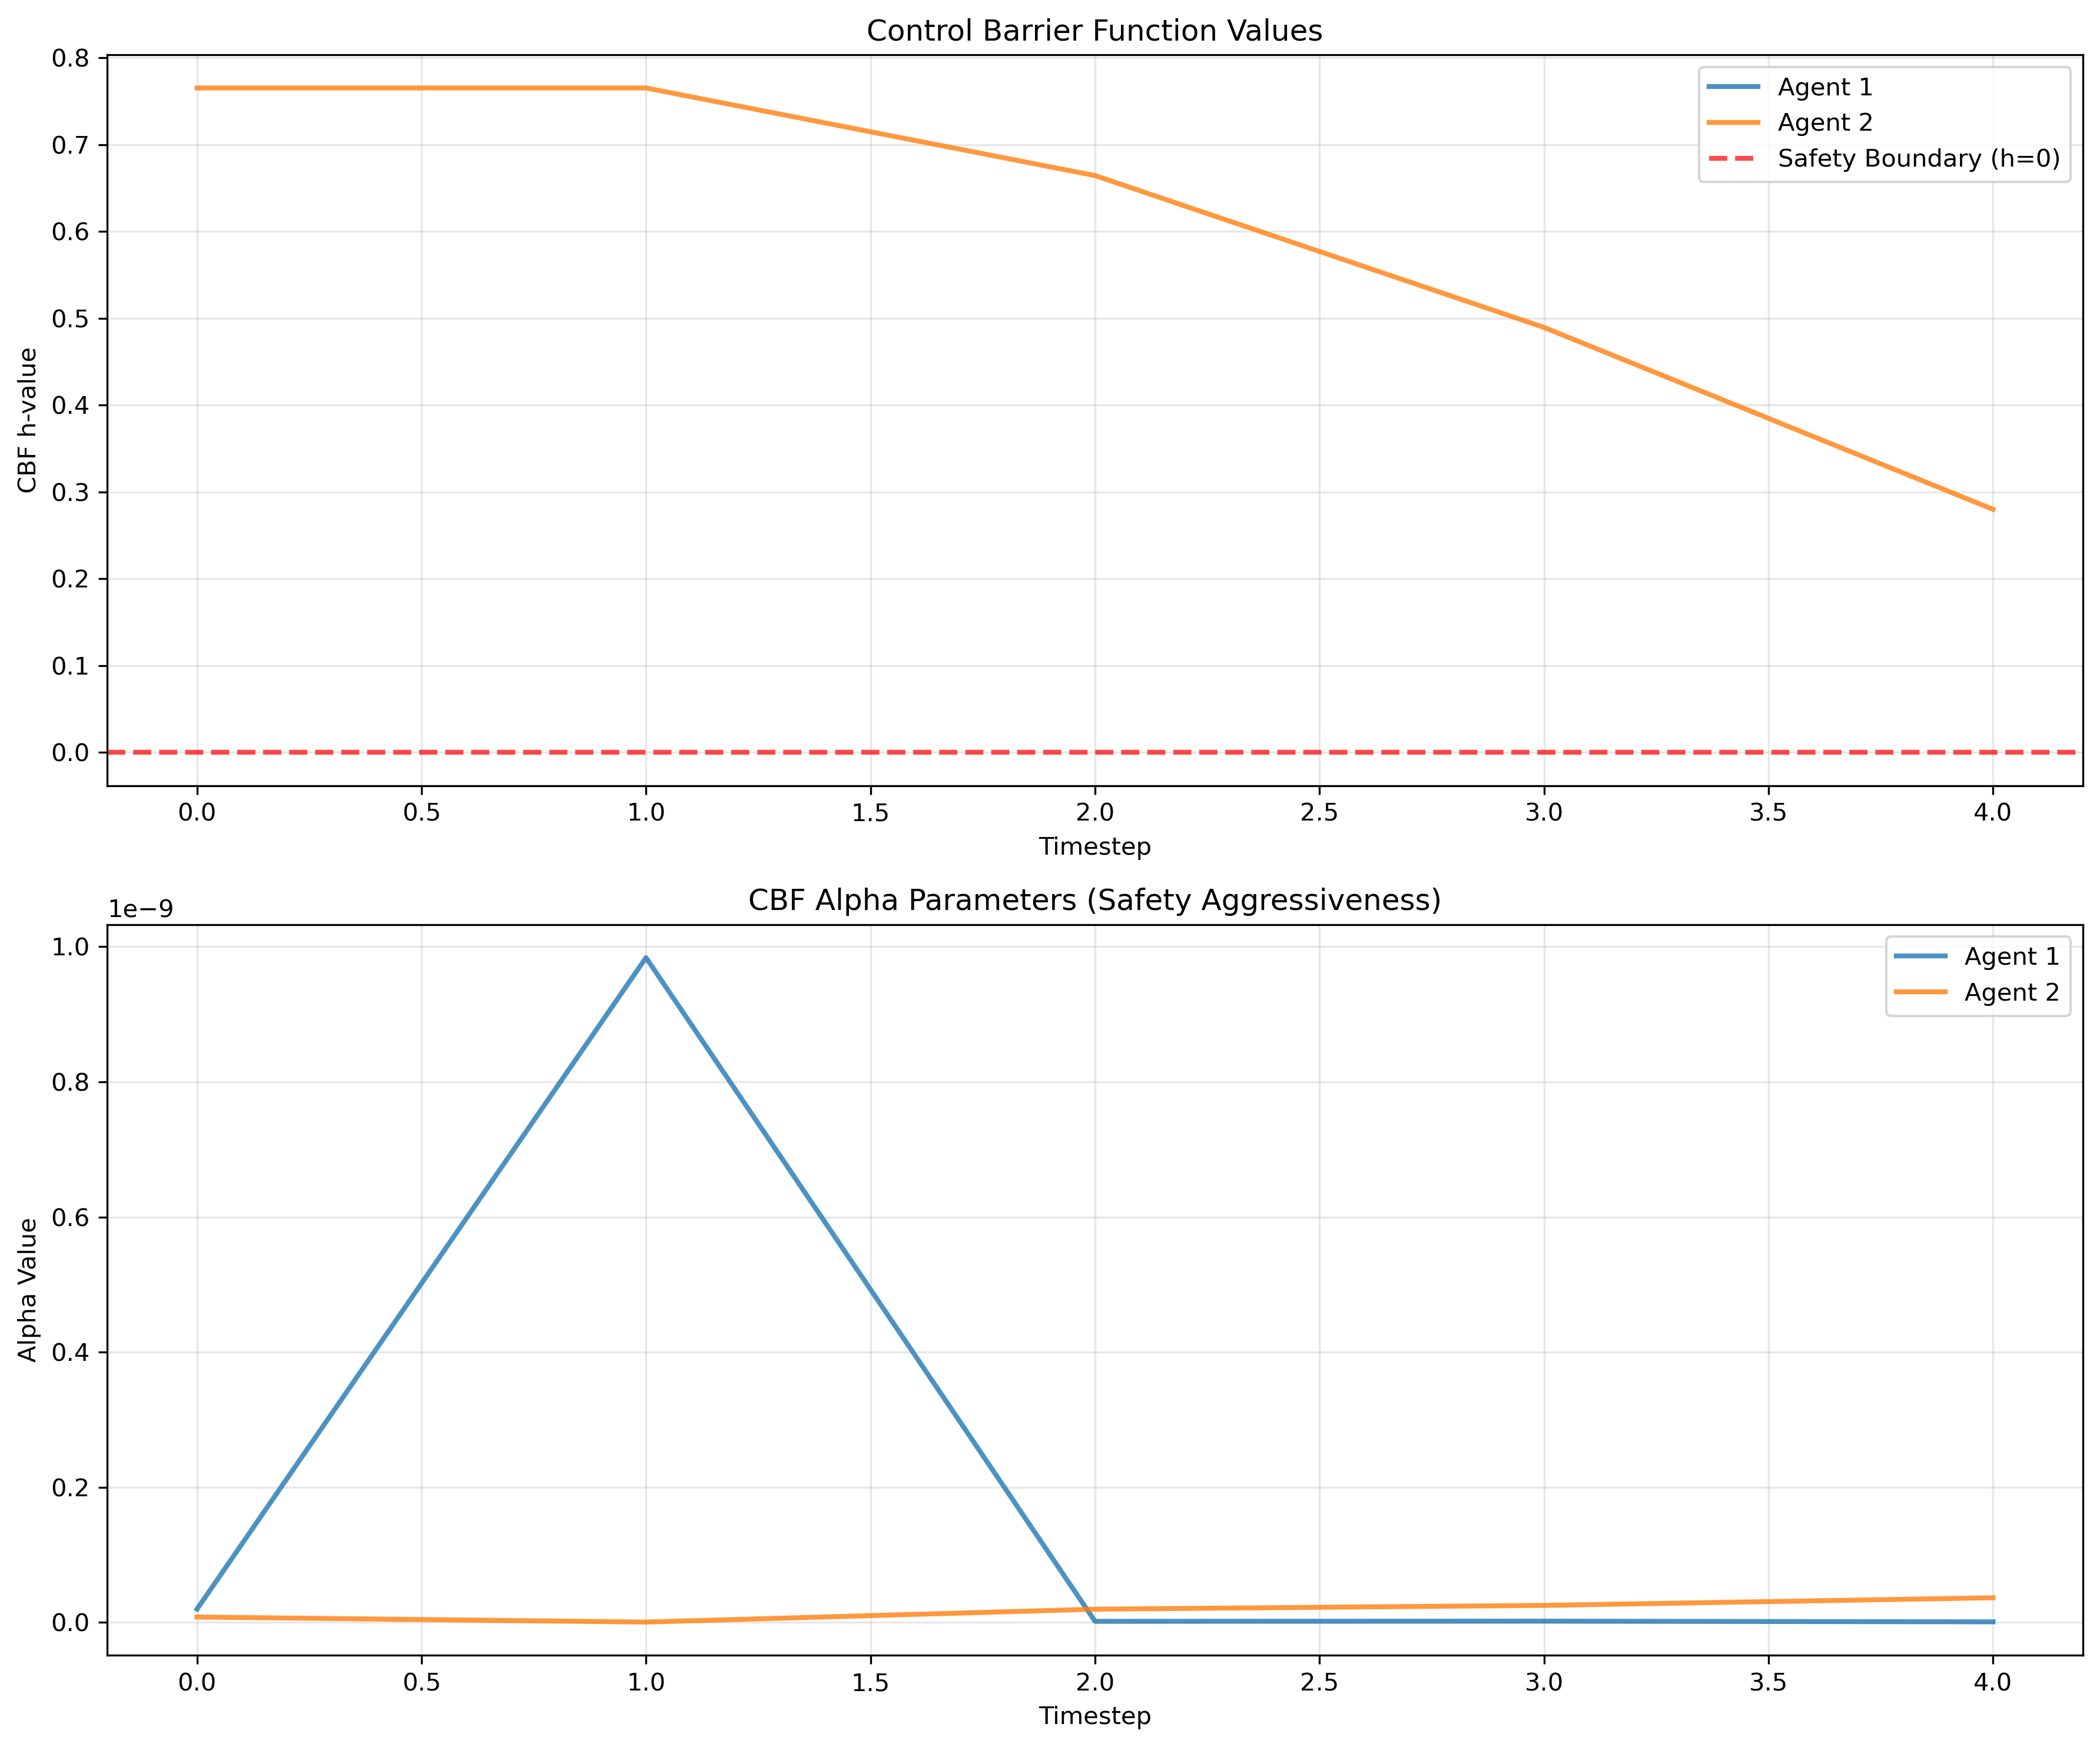 Control Barrier Function Values
0.8
0.7
0.6
0.5
0.4
0.3
0.2
0.1
0.0
CBF h-value
Agent 1
Agent 2
Safety Boundary (h=0)
0.0 0.5 1.0 1.5 2.0 2.5 3.0 3.5 4.0
Timestep
CBF Alpha Parameters (Safety Aggressiveness)
1e−9
1.0
0.8
0.6
0.4
0.2
0.0
Alpha Value
Agent 1
Agent 2
0.0 0.5 1.0 1.5 2.0 2.5 3.0 3.5 4.0
Timestep